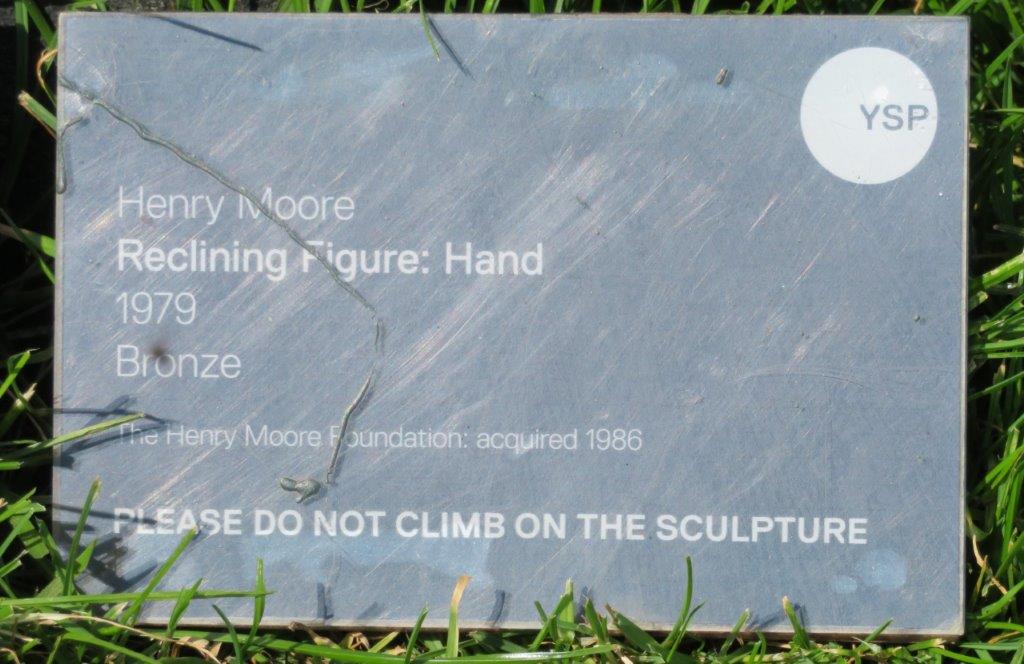 YSP
Henry Moore
Reclining Figure: Hand
1979
Bronze
The Henry Moore Foundation: acquired 1986
PLEASE DO NOT CLIMB ON THE SCULPTURE